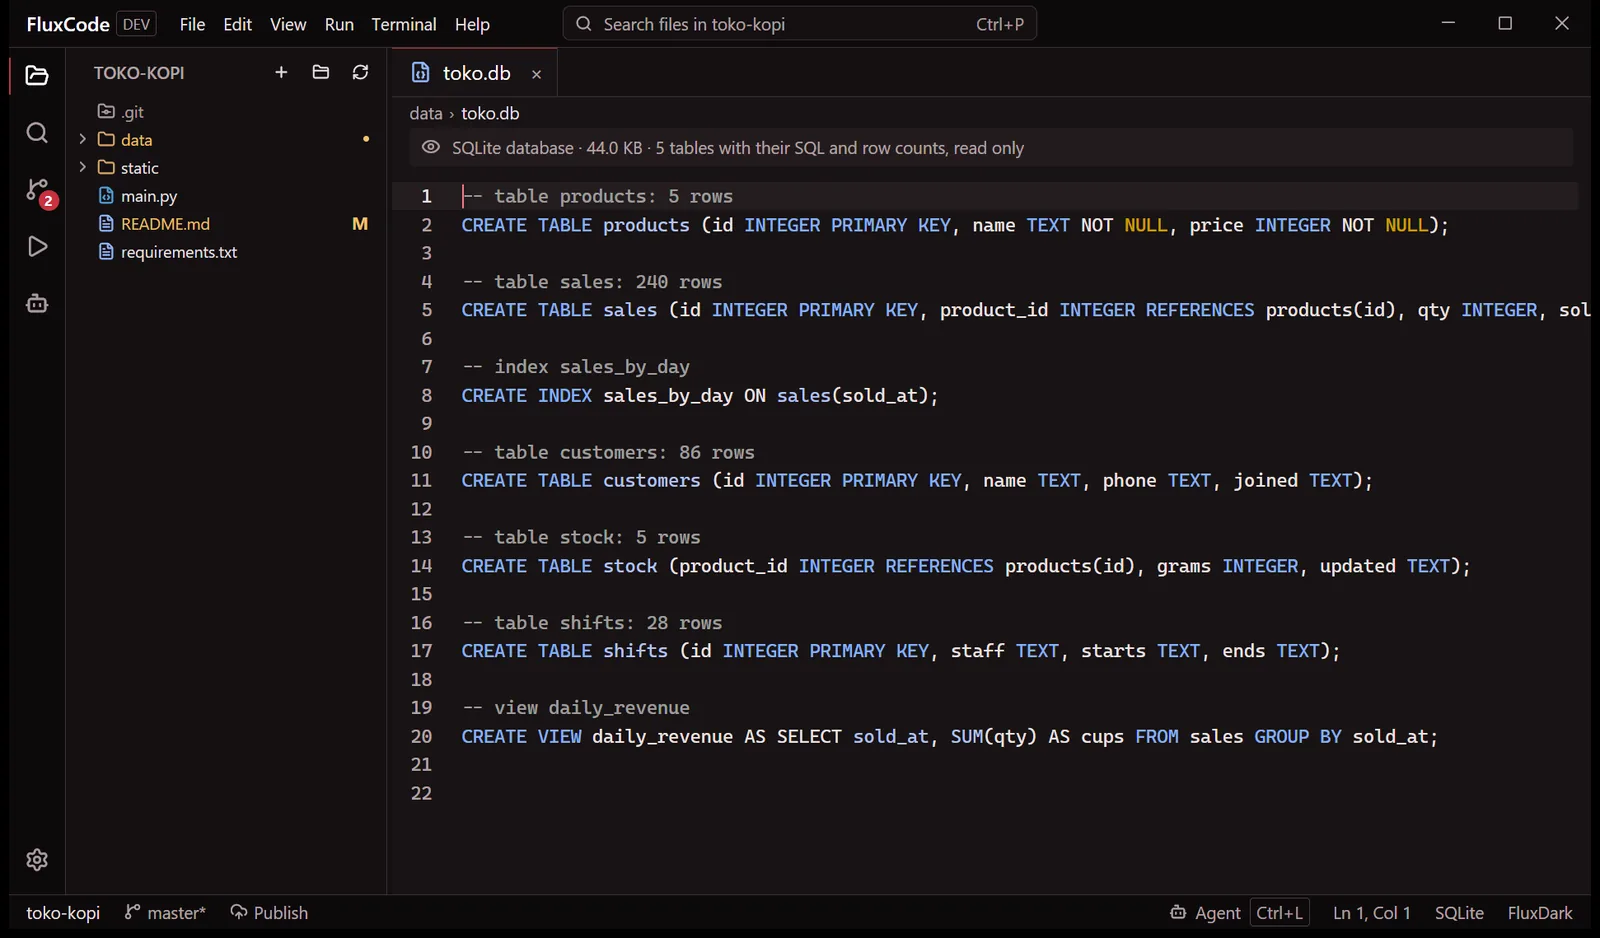 FluxCode DEV File Edit View Run Terminal Help Search files in toko-kopi Ctrl+P
TOKO-KOPI
.git
data
static
main.py
README.md M
requirements.txt
2
toko.db
data › toko.db
SQLite database · 44.0 KB · 5 tables with their SQL and row counts, read only
1 -- table products: 5 rows
2 CREATE TABLE products (id INTEGER PRIMARY KEY, name TEXT NOT NULL, price INTEGER NOT NULL);
3
4 -- table sales: 240 rows
5 CREATE TABLE sales (id INTEGER PRIMARY KEY, product_id INTEGER REFERENCES products(id), qty INTEGER, sol
6
7 -- index sales_by_day
8 CREATE INDEX sales_by_day ON sales(sold_at);
9
10 -- table customers: 86 rows
11 CREATE TABLE customers (id INTEGER PRIMARY KEY, name TEXT, phone TEXT, joined TEXT);
12
13 -- table stock: 5 rows
14 CREATE TABLE stock (product_id INTEGER REFERENCES products(id), grams INTEGER, updated TEXT);
15
16 -- table shifts: 28 rows
17 CREATE TABLE shifts (id INTEGER PRIMARY KEY, staff TEXT, starts TEXT, ends TEXT);
18
19 -- view daily_revenue
20 CREATE VIEW daily_revenue AS SELECT sold_at, SUM(qty) AS cups FROM sales GROUP BY sold_at;
21
22
toko-kopi master* Publish Agent Ctrl+L Ln 1, Col 1 SQLite FluxDark